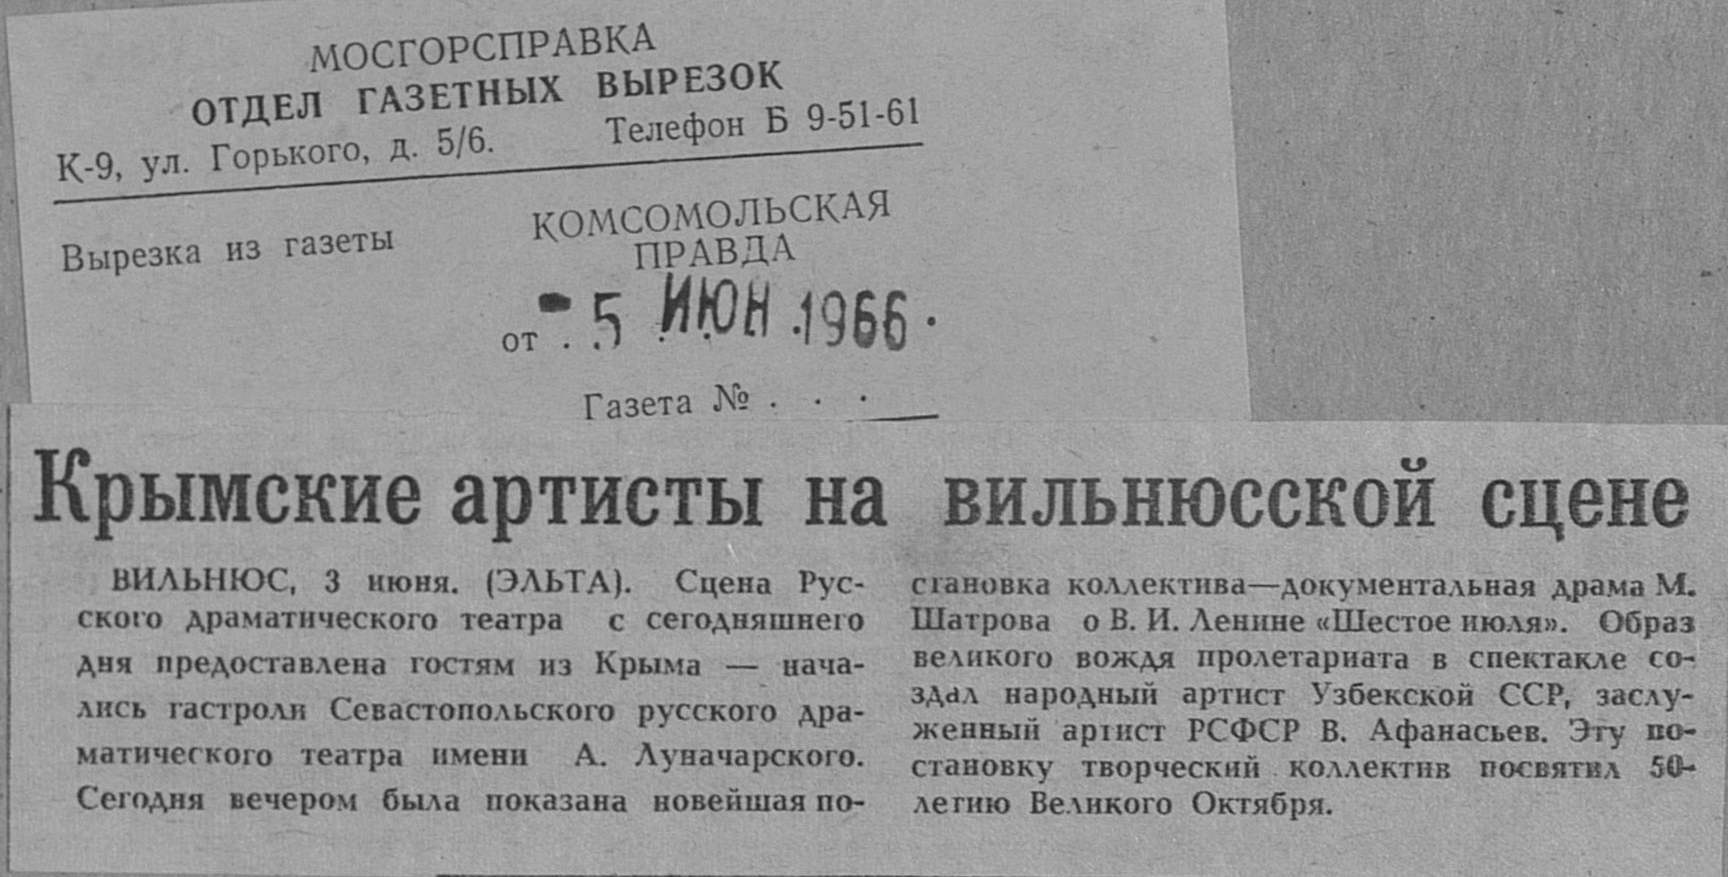 МОСГОРСПРАВКА
ОТДЕЛ ГАЗЕТНЫХ ВЫРЕЗОК
К-9, ул. Горького, д. 5/6. Телефон Б 9-51-61
Вырезка из газеты
КОМСОМОЛЬСКАЯ
ПРАВДА
от - 5 ИЮН 1966
Газета № . . .
Крымские артисты на вильнюсской сцене
ВИЛЬНЮС, 3 июня. (ЭЛЬТА). Сцена Рус-
ского драматического театра с сегодняшнего
дня предоставлена гостям из Крыма — нача-
лись гастроли Севастопольского русского дра-
матического театра имени А. Луначарского.
Сегодня вечером была показана новейшая по-
становка коллектива—документальная драма М.
Шатрова о В. И. Ленине «Шестое июля». Образ
великого вождя пролетариата в спектакле со-
здал народный артист Узбекской ССР, заслу-
женный артист РСФСР В. Афанасьев. Эту по-
становку творческий коллектив посвятил 50-
летию Великого Октября.